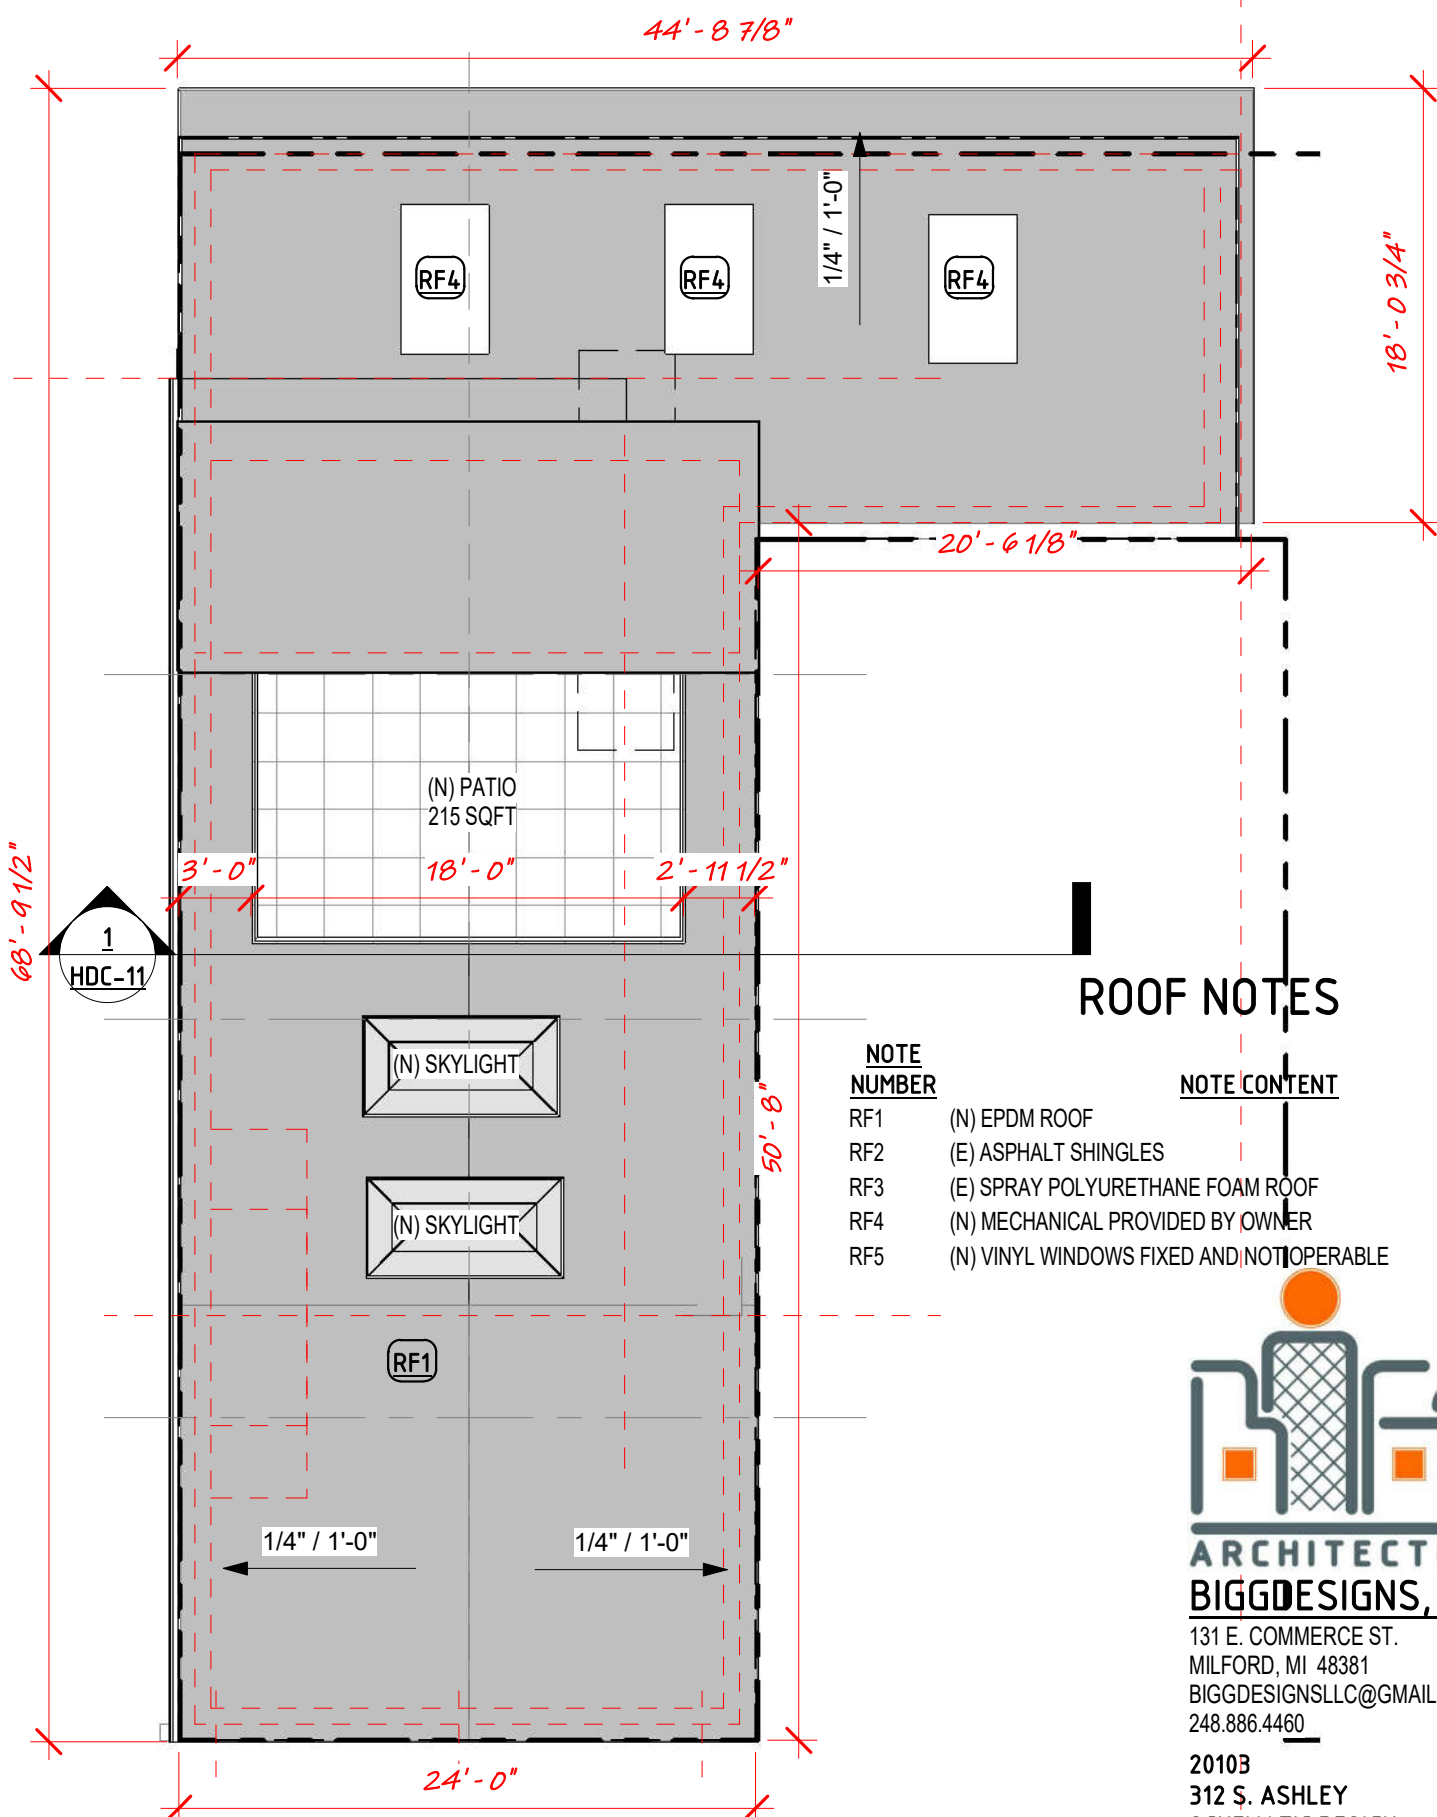 44'-8 7/8"
1/4" / 1'-0"
RF4
RF4
RF4
18'-0 3/4"
20'-6 1/8"
(N) PATIO
215 SQFT
3'-0"
18'-0"
2'-11 1/2"
68'-9 1/2"
1
HDC-11
ROOF NOTES
NOTE
NUMBER
NOTE CONTENT
RF1 (N) EPDM ROOF
RF2 (E) ASPHALT SHINGLES
RF3 (E) SPRAY POLYURETHANE FOAM ROOF
RF4 (N) MECHANICAL PROVIDED BY OWNER
RF5 (N) VINYL WINDOWS FIXED AND NOT OPERABLE
(N) SKYLIGHT
50'-8"
(N) SKYLIGHT
RF1
1/4" / 1'-0"
1/4" / 1'-0"
24'-0"
ARCHITECT
BIGGDESIGNS,
131 E. COMMERCE ST.
MILFORD, MI 48381
BIGGDESIGNSLLC@GMAIL
248.886.4460
20103
312 S. ASHLEY